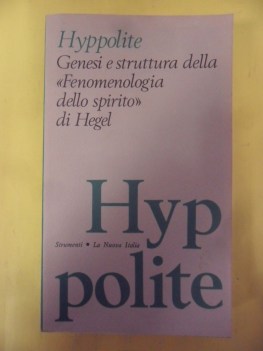 Hyppolite
Genesi e struttura della
«Fenomenologia
dello spirito»
di Hegel
Hyp
Strumenti • La Nuova Italia
polite